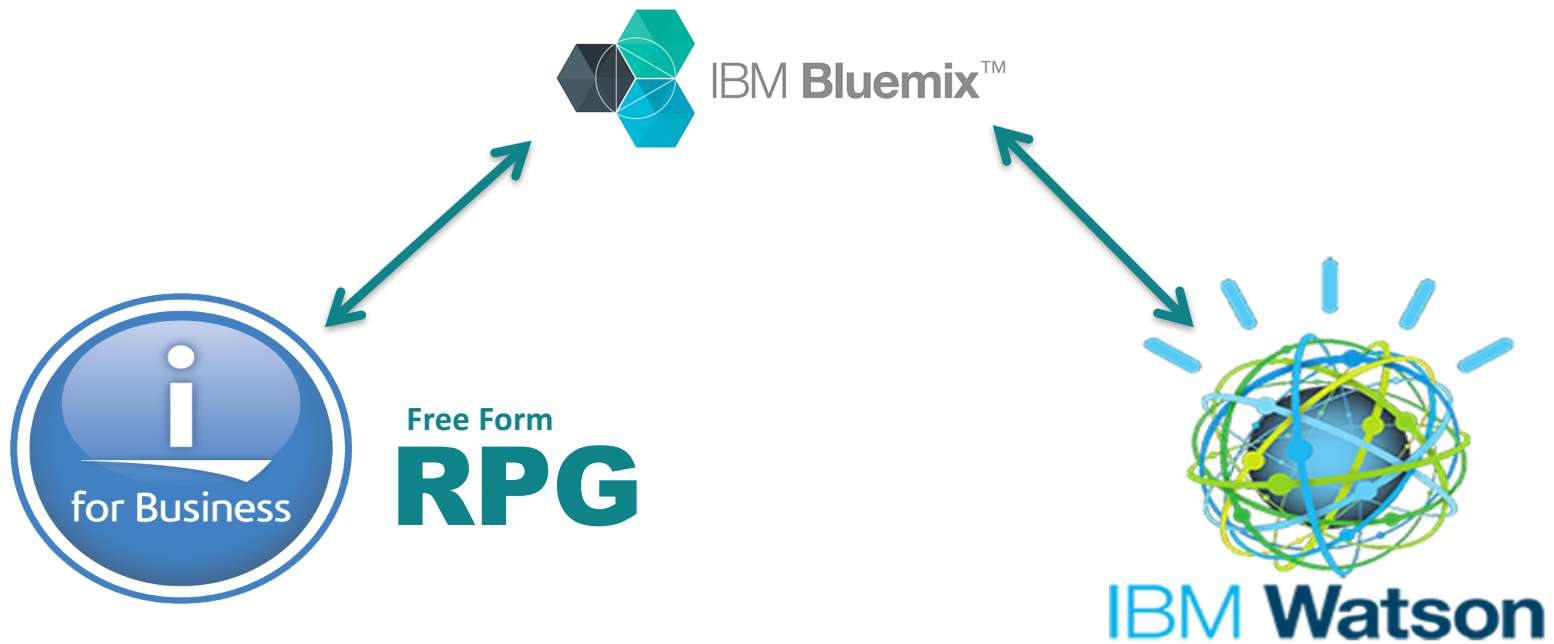 IBM Bluemix™
i
for Business
Free Form
RPG
IBM Watson